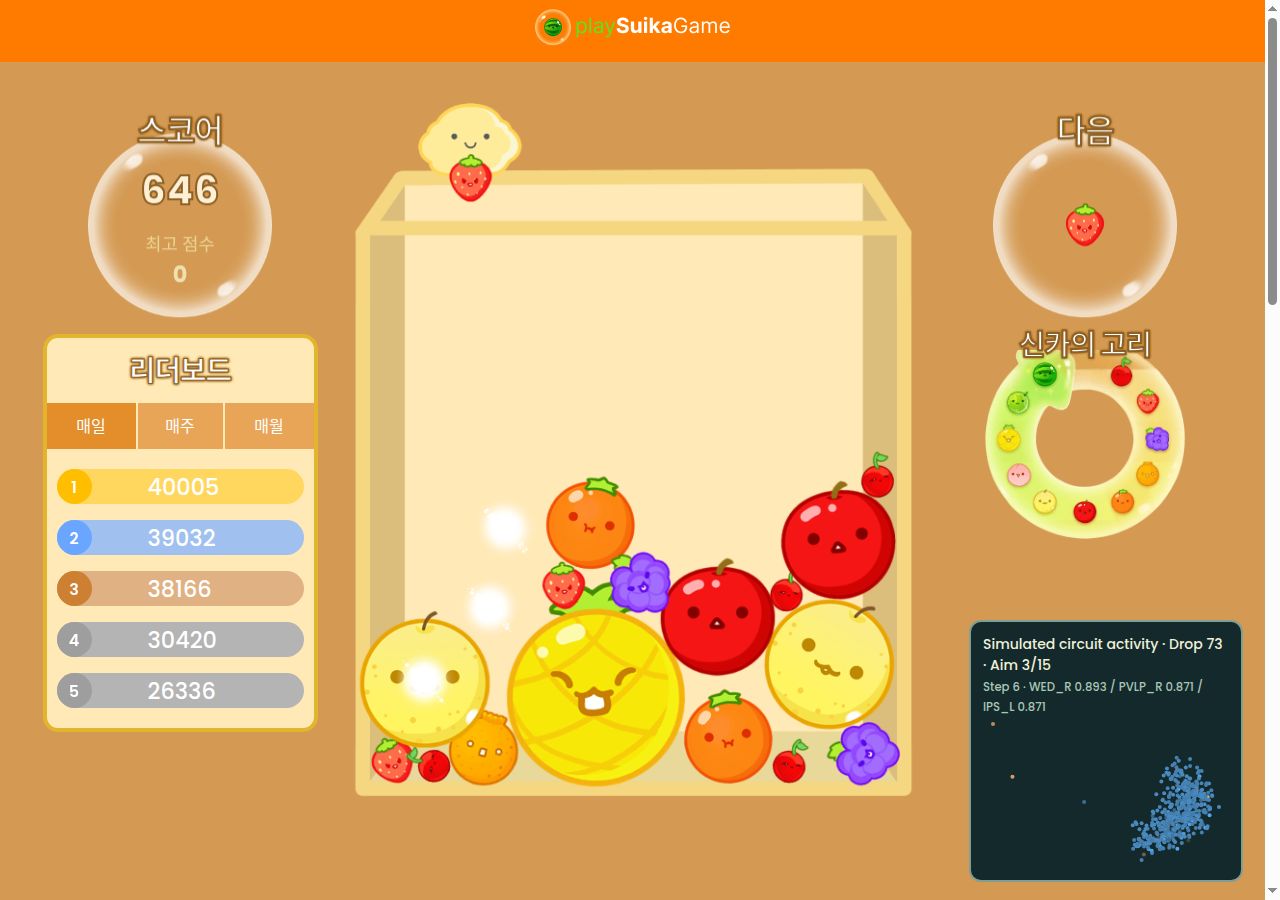 playSuikaGame
스코어
646
최고 점수
0
다음
신카의 고리
리더보드
매일 매주 매월
1 40005
2 39032
3 38166
4 30420
5 26336
Simulated circuit activity · Drop 73
· Aim 3/15
Step 6 · WED_R 0.893 / PVLP_R 0.871 /
IPS_L 0.871